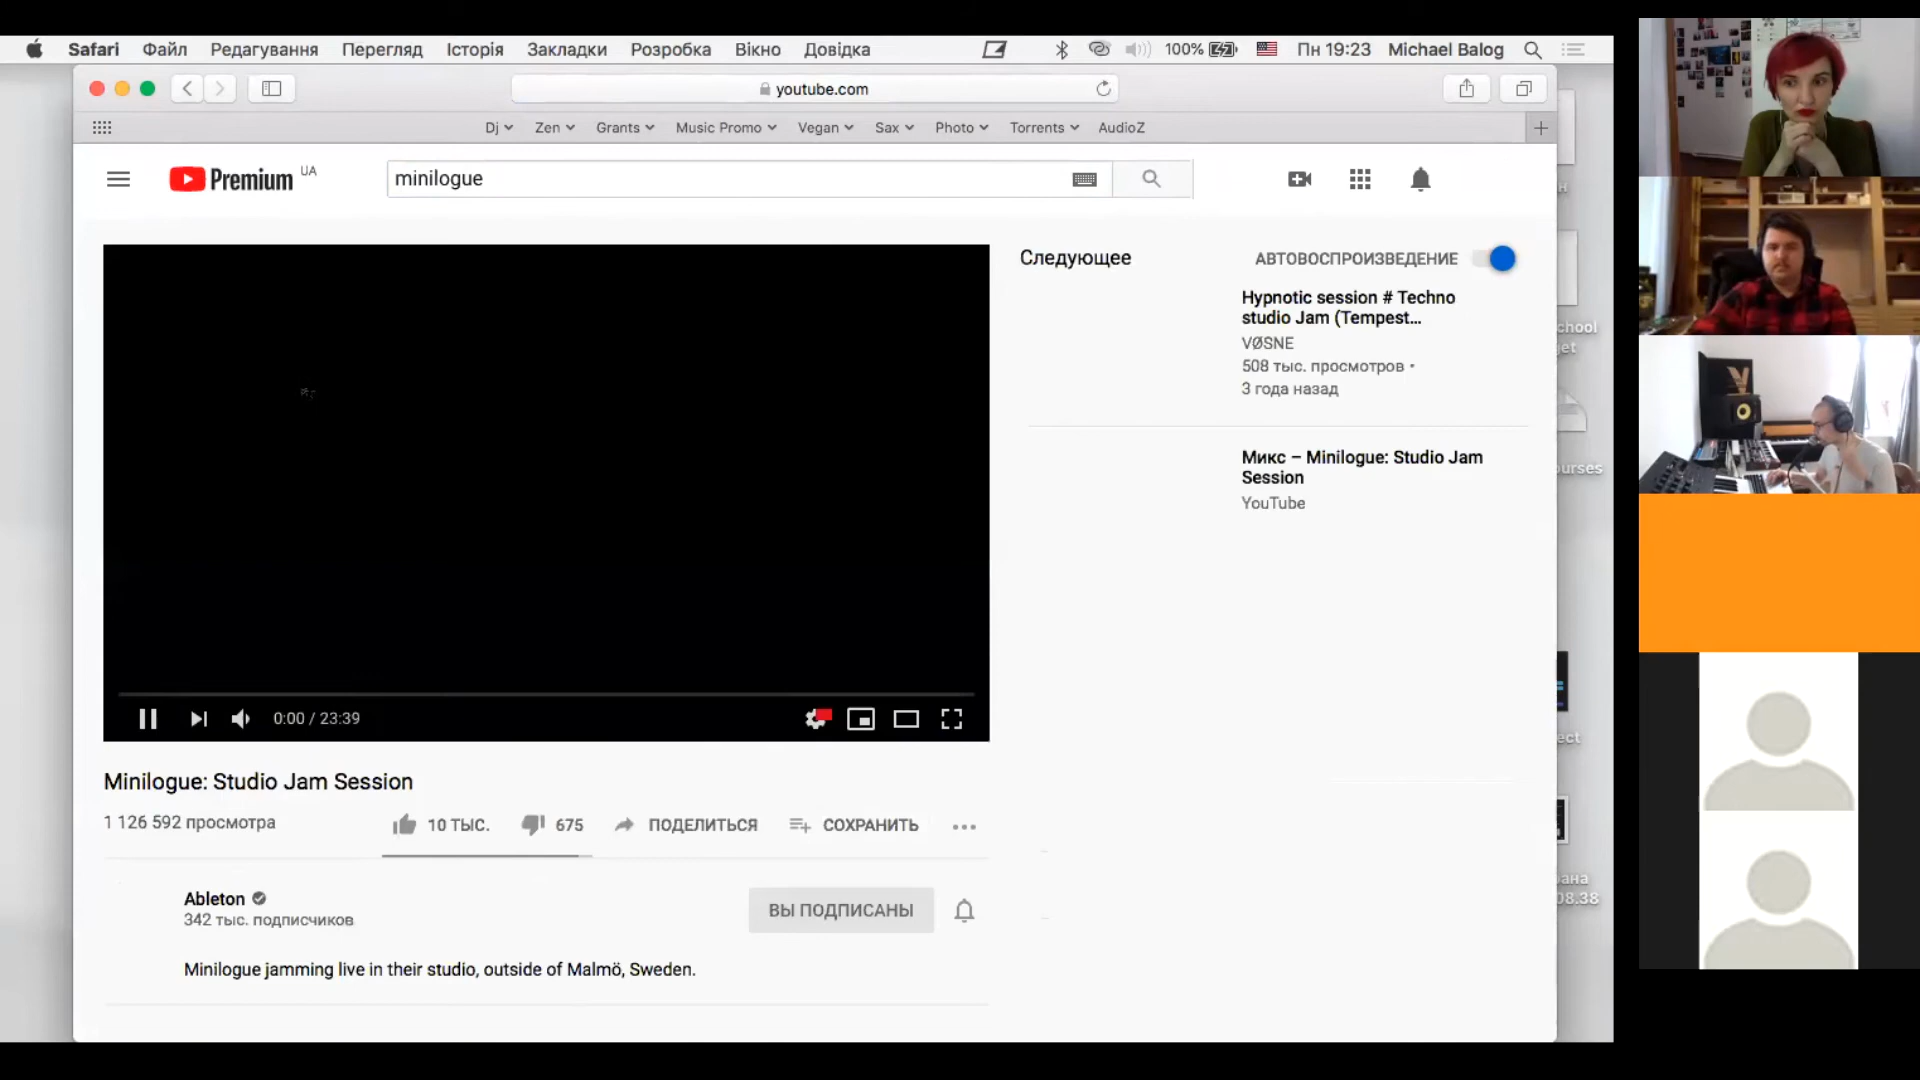 Safari Файл Редагування Перегляд Історія Закладки Розробка Вікно Довідка 100% Пн 19:23 Michael Balog
youtube.com
Dj Zen Grants Music Promo Vegan Sax Photo Torrents AudioZ
Premium UA
minilogue
Следующее
АВТОВОСПРОИЗВЕДЕНИЕ
Hypnotic session # Techno
studio Jam (Tempest...
VØSNE
508 тыс. просмотров •
3 года назад
Микс – Minilogue: Studio Jam
Session
YouTube
0:00 / 23:39
Minilogue: Studio Jam Session
1 126 592 просмотра
10 ТЫС. 675 ПОДЕЛИТЬСЯ СОХРАНИТЬ
Ableton
342 тыс. подписчиков
ВЫ ПОДПИСАНЫ
Minilogue jamming live in their studio, outside of Malmö, Sweden.